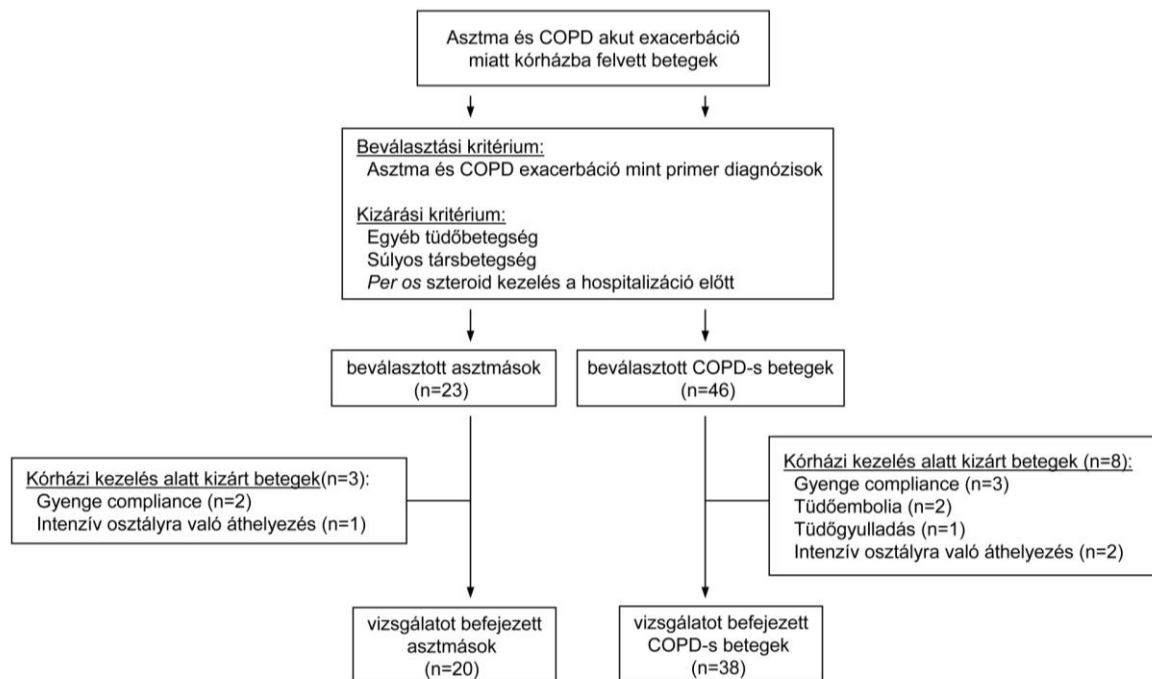 Asztma és COPD akut exacerbáció
miatt kórházba felvett betegek
Beválasztási kritérium:
Asztma és COPD exacerbáció mint primer diagnózisok
Kizárási kritérium:
Egyéb tüdőbetegség
Súlyos társbetegség
Per os szteroid kezelés a hospitalizáció előtt
beválasztott asztmások
(n=23)
beválasztott COPD-s betegek
(n=46)
Kórházi kezelés alatt kizárt betegek(n=3):
Gyenge compliance (n=2)
Intenzív osztályra való áthelyezés (n=1)
Kórházi kezelés alatt kizárt betegek (n=8):
Gyenge compliance (n=3)
Tüdőembolia (n=2)
Tüdőgyulladás (n=1)
Intenzív osztályra való áthelyezés (n=2)
vizsgálatot befejezett
asztmások
(n=20)
vizsgálatot befejezett
COPD-s betegek
(n=38)